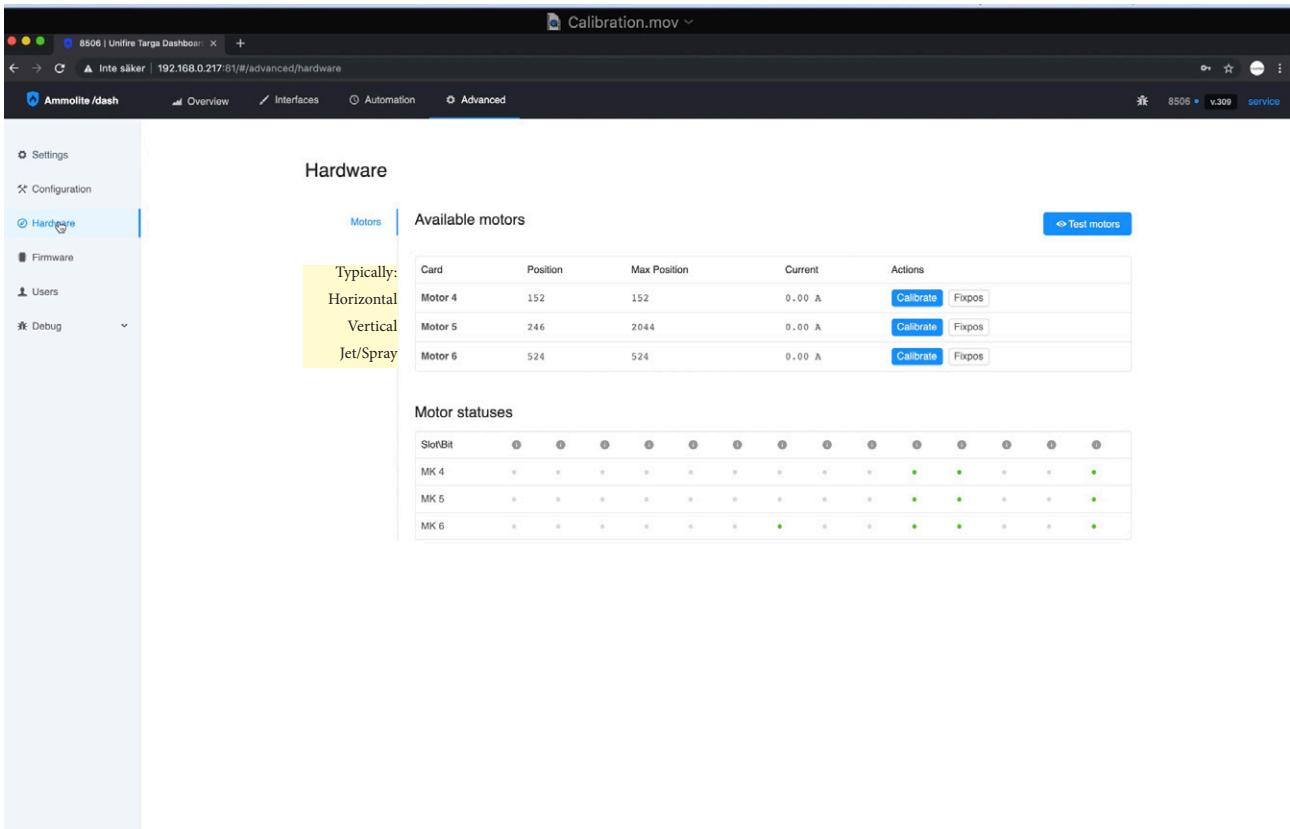 Calibration.mov
8506 | Unifire Targa Dashboar
Inte säker | 192.168.0.217:81/#/advanced/hardware
Ammolite /dash Overview Interfaces Automation Advanced 8506 v.309 service
Settings
Configuration
Hardware
Firmware
Users
Debug
Hardware
Motors
Available motors
Test motors
Typically:
Horizontal
Vertical
Jet/Spray
Card Position Max Position Current Actions
Motor 4 152 152 0.00 A Calibrate Fixpos
Motor 5 246 2044 0.00 A Calibrate Fixpos
Motor 6 524 524 0.00 A Calibrate Fixpos
Motor statuses
Slot\Bit
MK 4
MK 5
MK 6